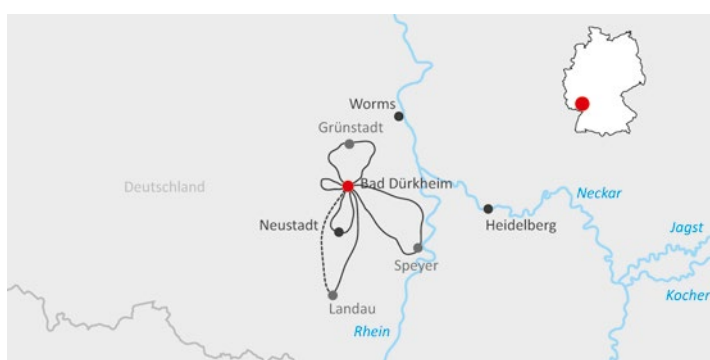 Worms
Grünstadt
Deutschland
Bad Dürkheim
Neckar
Neustadt
Heidelberg
Jagst
Speyer
Kocher
Landau
Rhein